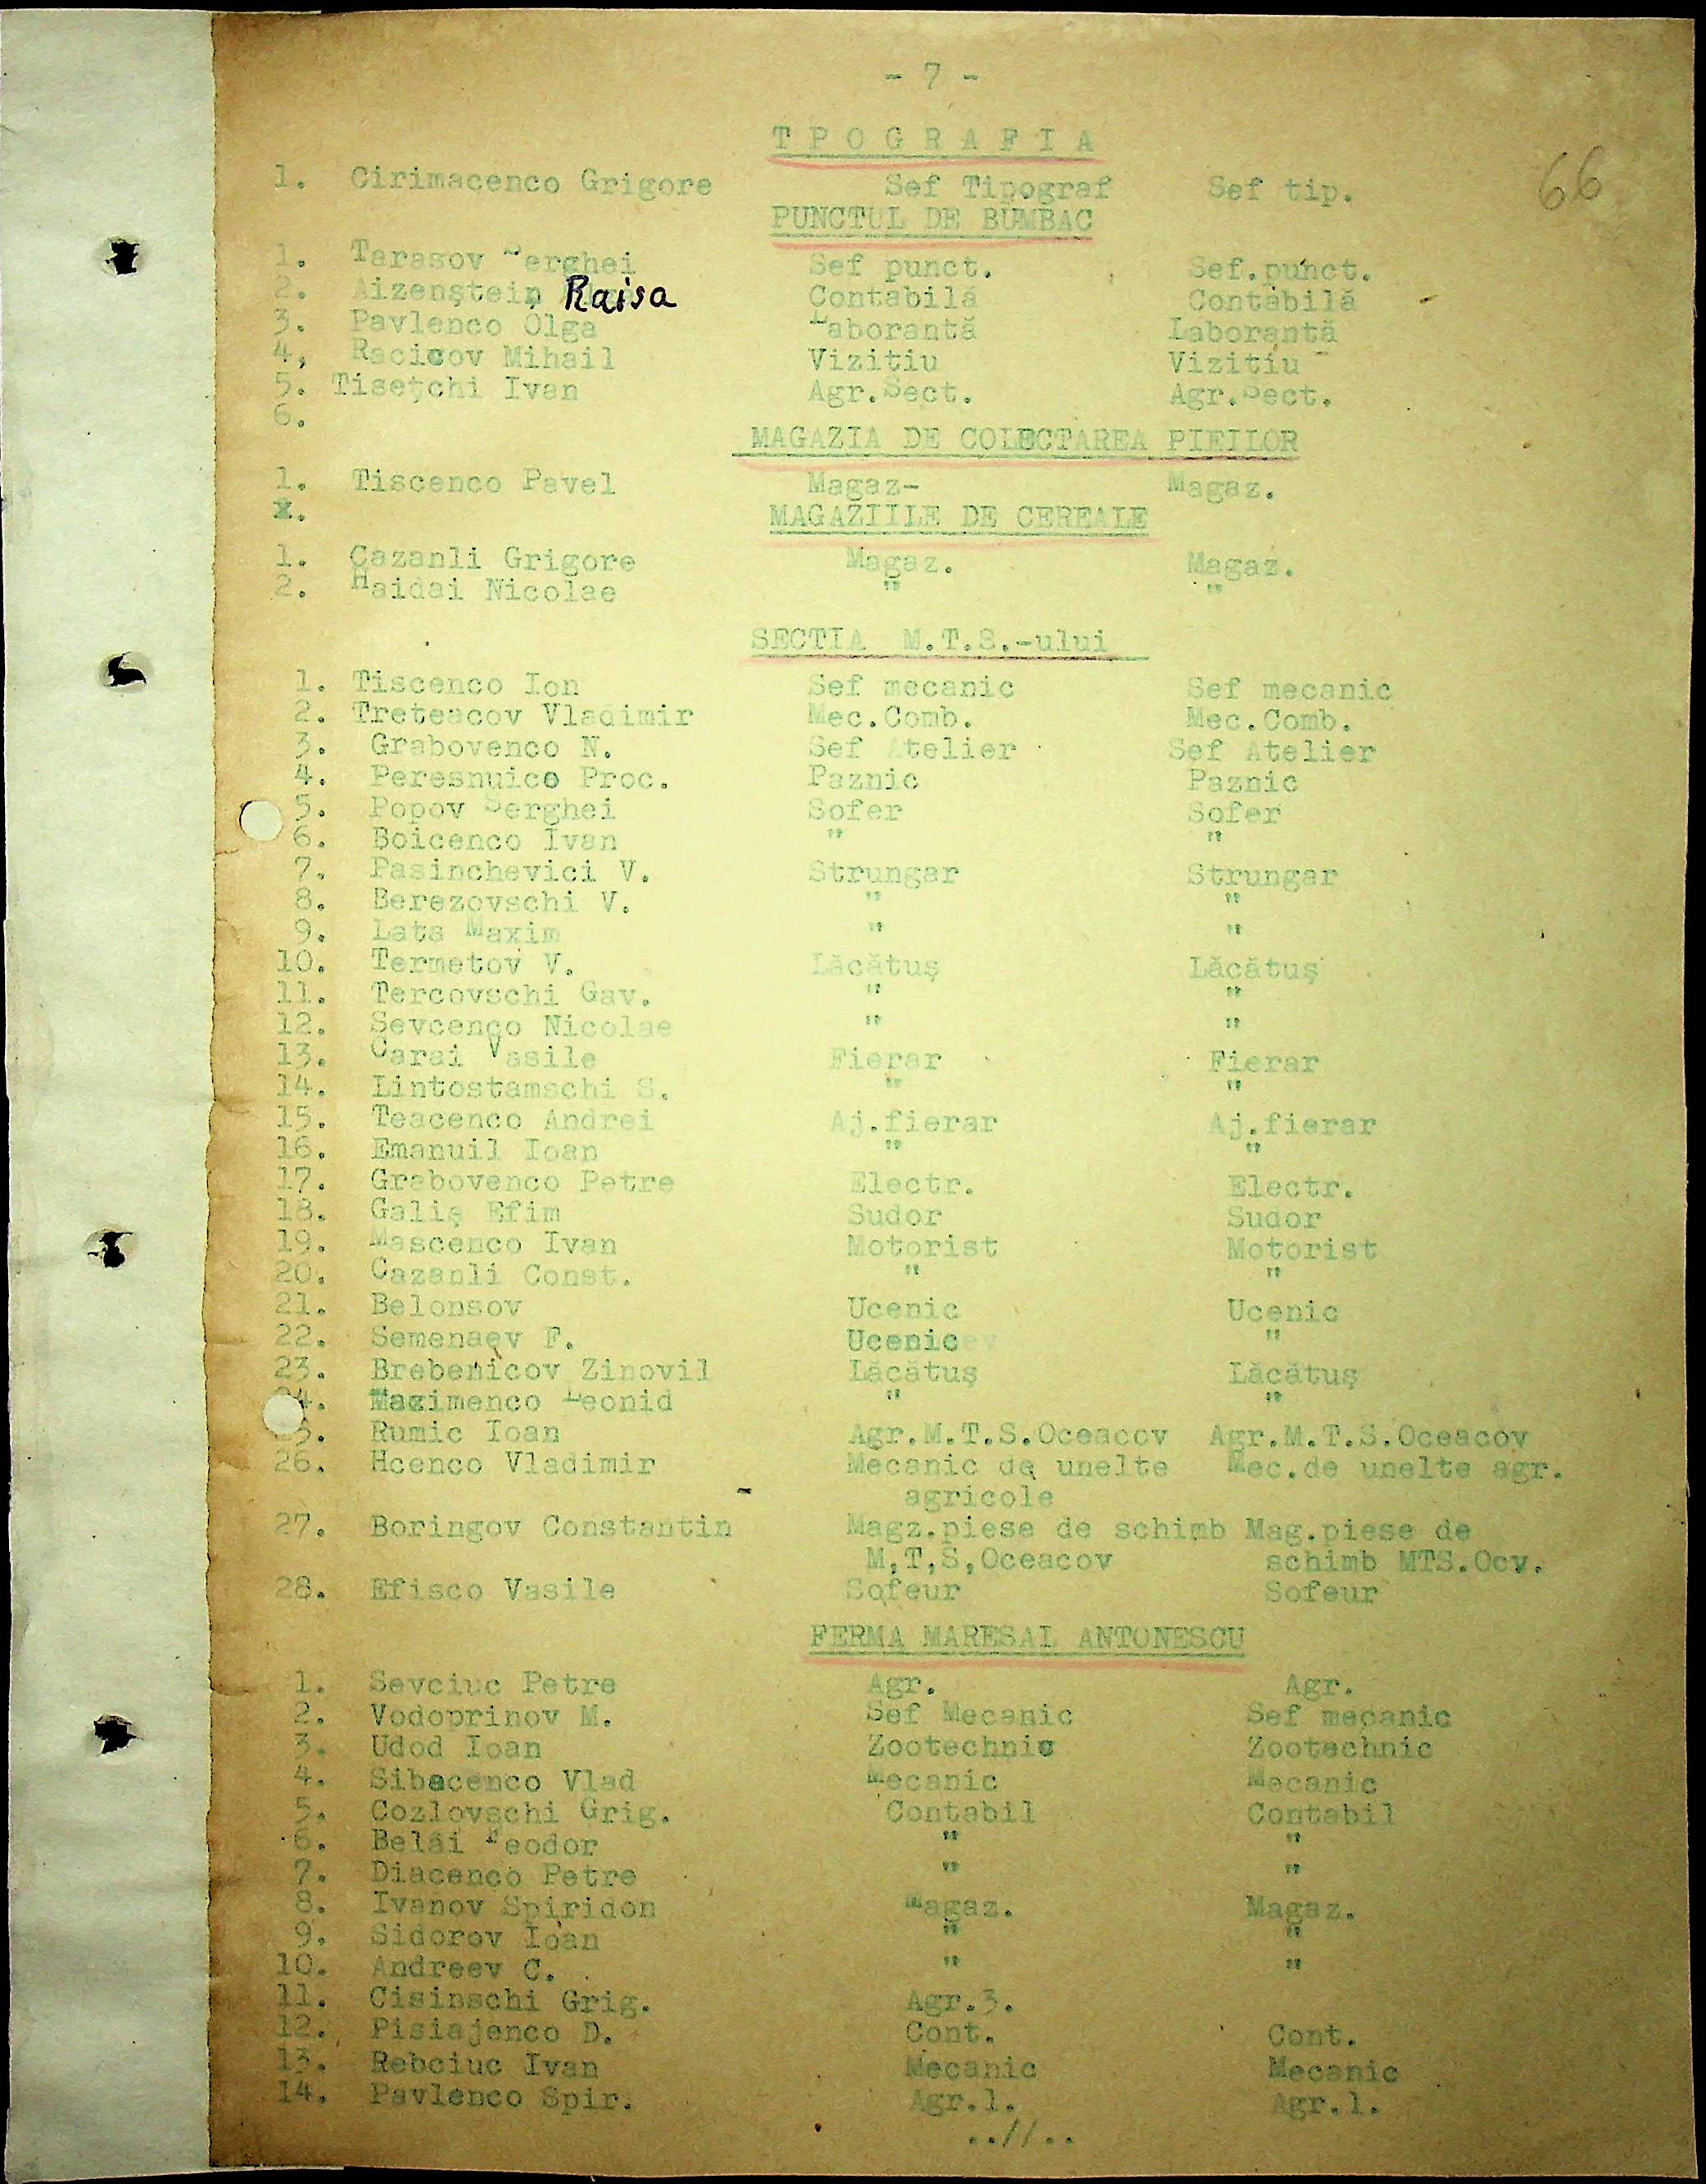 - 7 -
T P O G R A F I A
66
1. Cirimacenco Grigore Sef Tipograf Sef tip.
PUNCTUL DE BUMBAC
1. Tarasov Serghei Sef punct. Sef.punct.
2. Aizenştein Raisa Contabilă Contabilă
3. Pavlenco Olga Laborantă Laborantă
4, Racicov Mihail Vizitiu Vizitiu
5. Tisețchi Ivan Agr.Sect. Agr.Sect.
6.
MAGAZIA DE COLECTAREA PIEILOR
1. Tiscenco Pavel Magaz- Magaz.
2.
MAGAZIILE DE CEREALE
1. Cazanli Grigore Magaz. Magaz.
2. Haidai Nicolae " "
SECTIA M.T.S.-ului
1. Tiscenco Ion Sef mecanic Sef mecanic
2. Treteacov Vladimir Mec.Comb. Mec.Comb.
3. Grabovenco N. Sef Atelier Sef Atelier
4. Peresnuico Proc. Paznic Paznic
5. Popov Serghei Sofer Sofer
6. Boicenco Ivan " "
7. Pasinchevici V. Strungar Strungar
8. Berezovschi V. " "
9. Lata Maxim " "
10. Termetov V. Lăcătuş Lăcătuş
11. Tercovschi Gav. " "
12. Sevcenco Nicolae " "
13. Carai Vasile Fierar Fierar
14. Lintostamschi S. " "
15. Teacenco Andrei Aj.fierar Aj.fierar
16. Emanuil Ioan " "
17. Grabovenco Petre Electr. Electr.
18. Galiş Efim Sudor Sudor
19. Mascenco Ivan Motorist Motorist
20. Cazanli Const. " "
21. Belonsov Ucenic Ucenic
22. Semenaev F. Ucenic "
23. Brebenicov Zinovil Lăcătuş Lăcătuş
24. Maximenco Leonid " "
25. Rumic Ioan Agr.M.T.S.Oceacov Agr.M.T.S.Oceacov
26. Hcenco Vladimir Mecanic de unelte Mec.de unelte agr.
agricole
27. Boringov Constantin Magz.piese de schimb Mag.piese de
M,T,S,Oceacov schimb MTS.Ocv.
28. Efisco Vasile Sofeur Sofeur
FERMA MARESAL ANTONESCU
1. Sevciuc Petre Agr. Agr.
2. Vodoprinov M. Sef Mecanic Sef mecanic
3. Udod Ioan Zootechnic Zootechnic
4. Sibacenco Vlad Mecanic Mecanic
5. Cozlovschi Grig. Contabil Contabil
6. Belâi Feodor " "
7. Diacenco Petre " "
8. Ivanov Spiridon Magaz. Magaz.
9. Sidorov Ioan " "
10. Andreev C. " "
11. Cisinschi Grig. Agr.3.
12. Pisiajenco D. Cont. Cont.
13. Rebciuc Ivan Mecanic Mecanic
14. Pavlenco Spir. Agr.1. Agr.1.
..//..